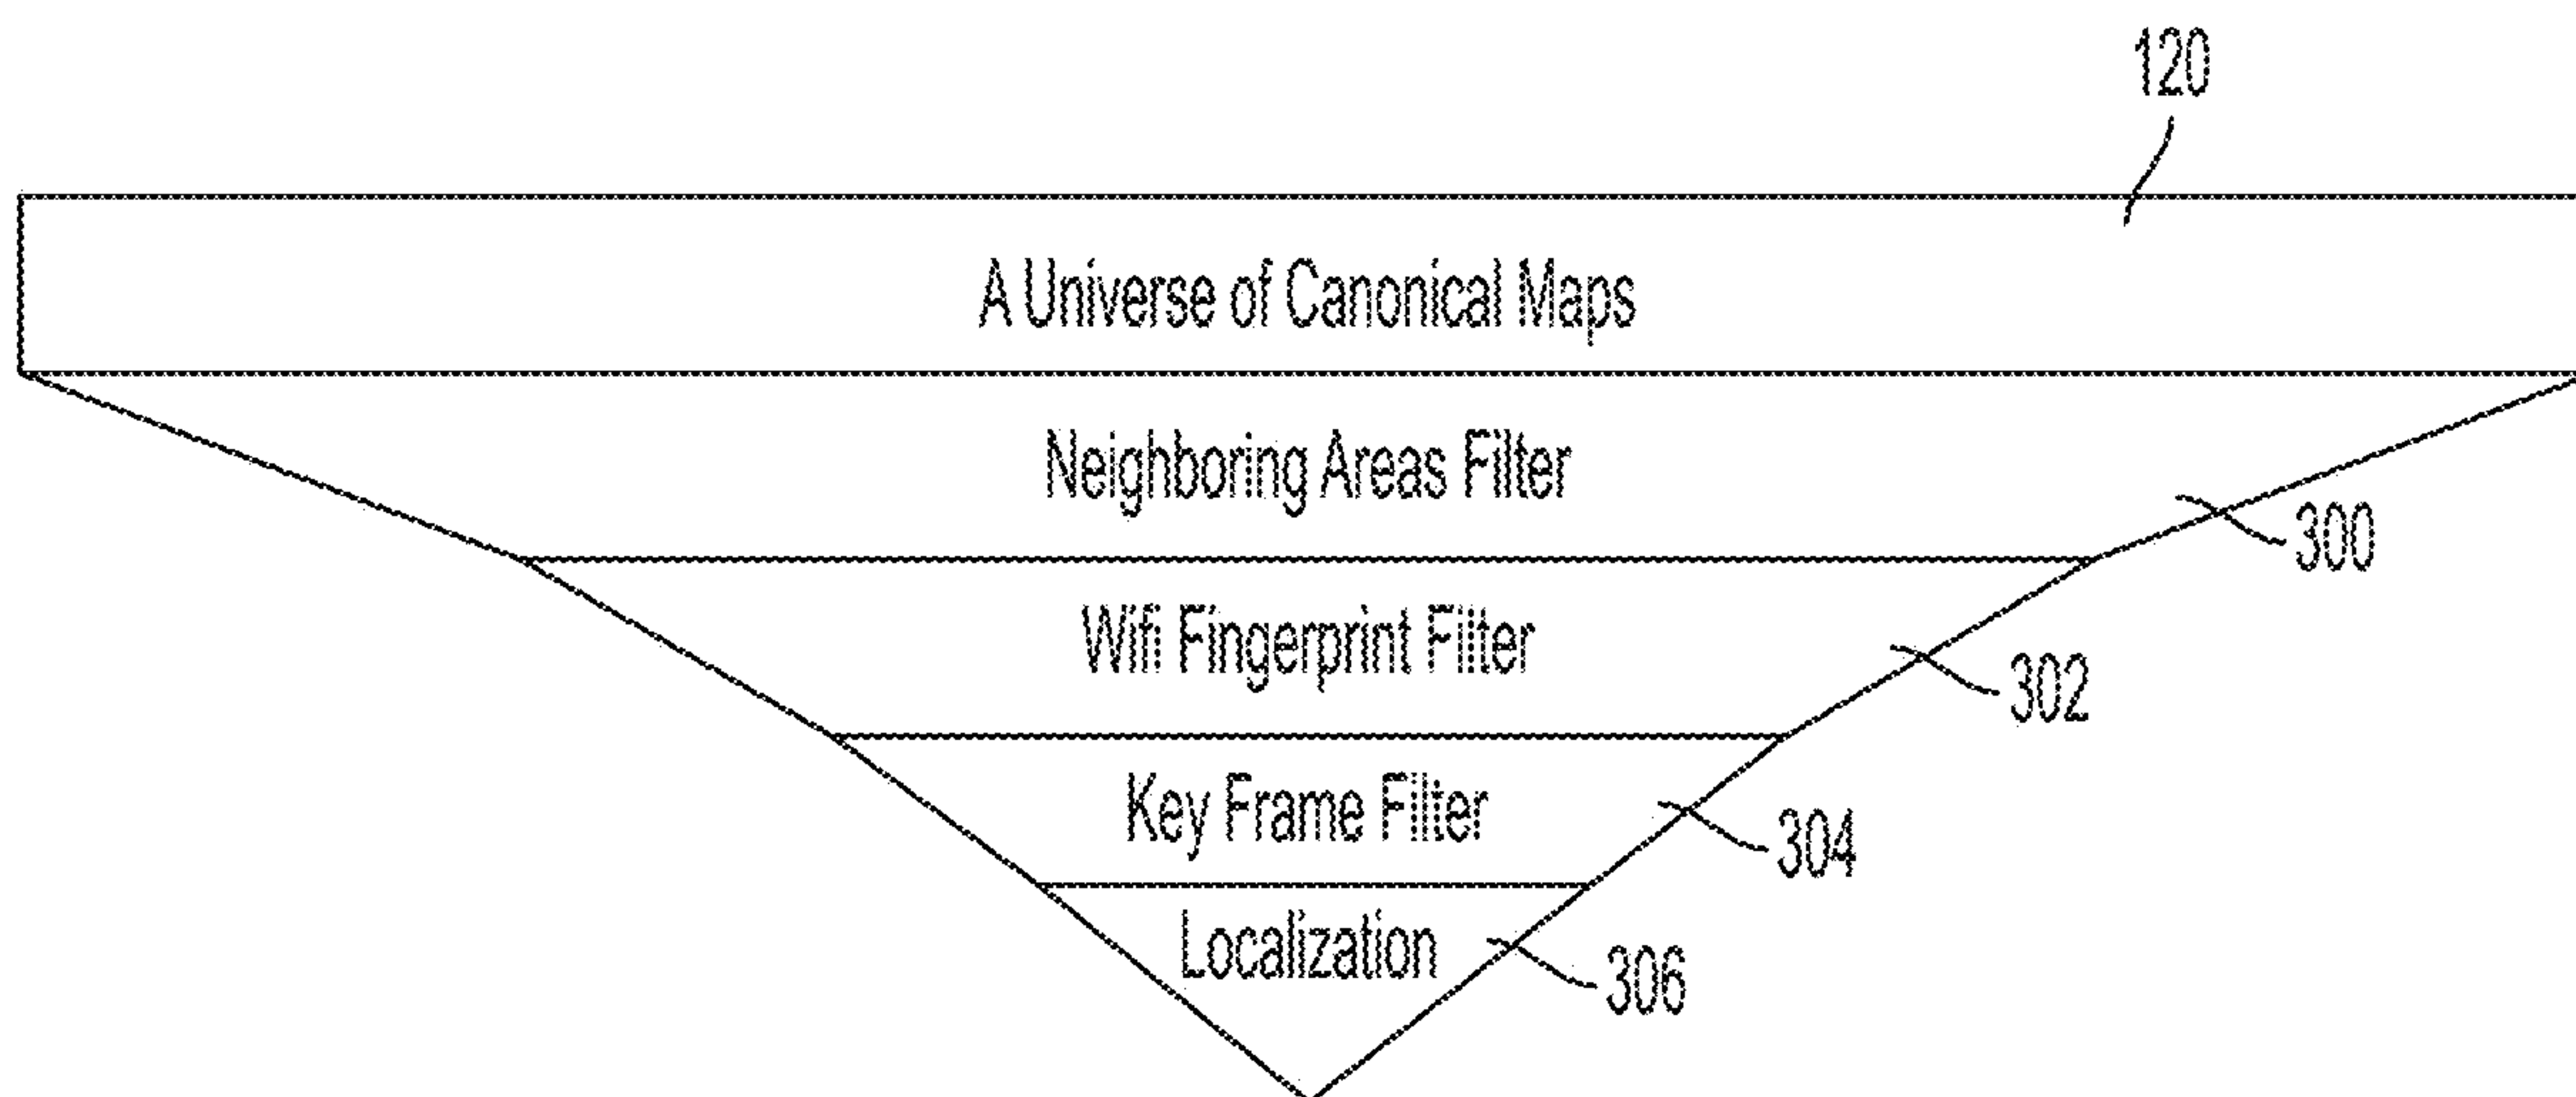 120
A Universe of Canonical Maps
Neighboring Areas Filter
300
Wifi Fingerprint Filter
302
Key Frame Filter
304
Localization
306